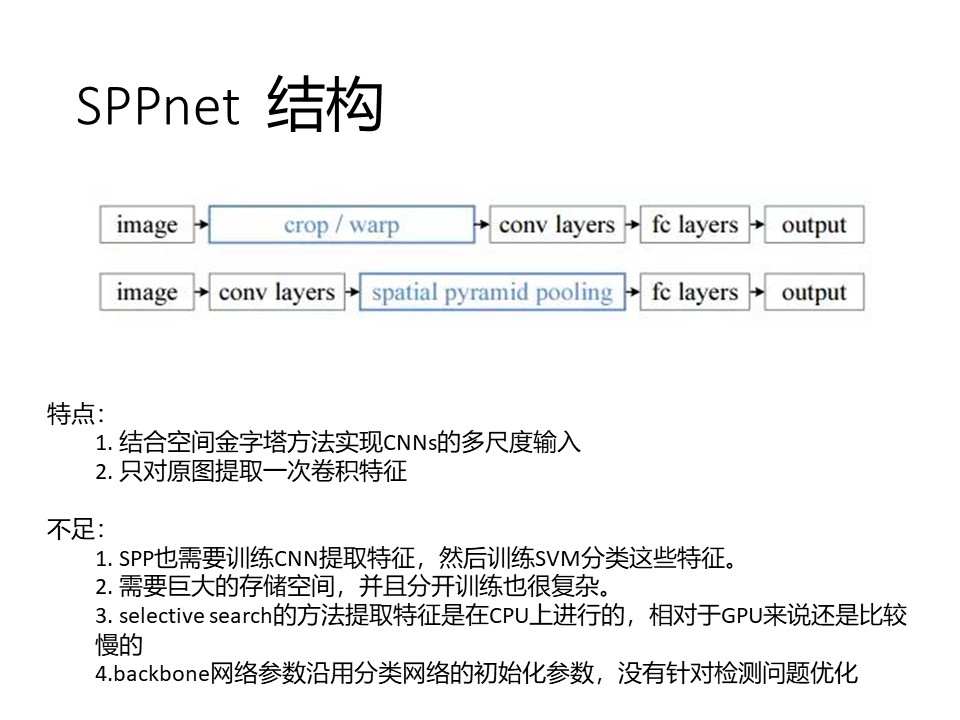 SPPnet 结构
image crop / warp conv layers fc layers output
image conv layers spatial pyramid pooling fc layers output
特点：
1. 结合空间金字塔方法实现CNNs的多尺度输入
2. 只对原图提取一次卷积特征
不足：
1. SPP也需要训练CNN提取特征，然后训练SVM分类这些特征。
2. 需要巨大的存储空间，并且分开训练也很复杂。
3. selective search的方法提取特征是在CPU上进行的，相对于GPU来说还是比较
慢的
4.backbone网络参数沿用分类网络的初始化参数，没有针对检测问题优化